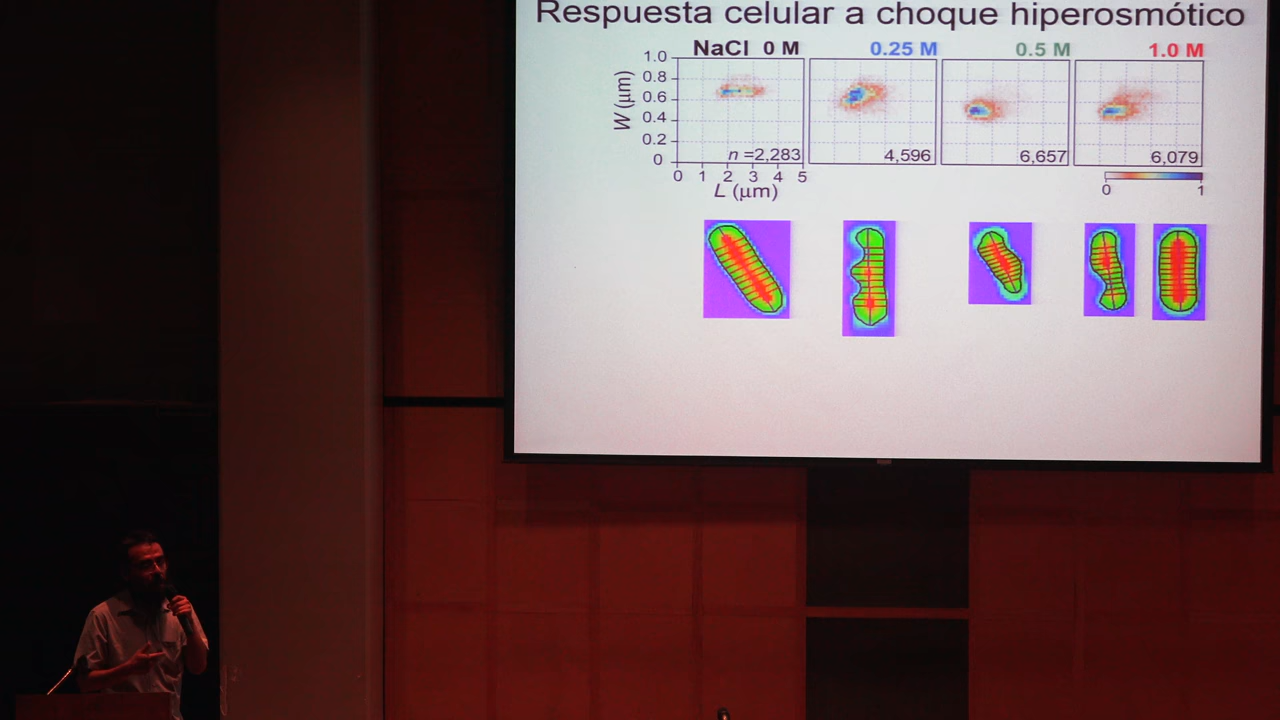 Respuesta celular a choque hiperosmótico
NaCl 0 M 0.25 M 0.5 M 1.0 M
W (µm)
1.0
0.8
0.6
0.4
0.2
0
n =2,283 4,596 6,657 6,079
0 1 2 3 4 5
L (µm)
0 1